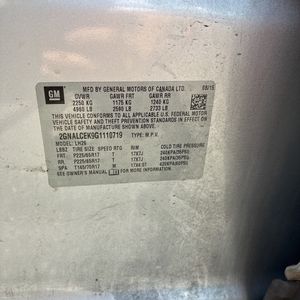 GM
MFD BY GENERAL MOTORS OF CANADA LTD.
GVWR GAWR FRT GAWR RR 08/15
2250 KG 1175 KG 1240 KG
4960 LB 2590 LB 2733 LB
THIS VEHICLE CONFORMS TO ALL APPLICABLE U.S.
FEDERAL MOTOR VEHICLE SAFETY, BUMPER, AND
THEFT PREVENTION STANDARDS IN EFFECT ON THE
DATE OF MANUFACTURE SHOWN ABOVE.
2GNALCEK9G1110719 TYPE: M.P.V.
MODEL: LH26
TIRE SIZE SPEED RTG RIM COLD TIRE PRESSURE
FRT P225/65R17 T 17X7J 240KPA(35PSI)
RR P225/65R17 T 17X7J 240KPA(35PSI)
SPA T145/70R17 M 17X4.0T 420KPA(60PSI)
SEE OWNER'S MANUAL FOR ADDITIONAL INFORMATION.